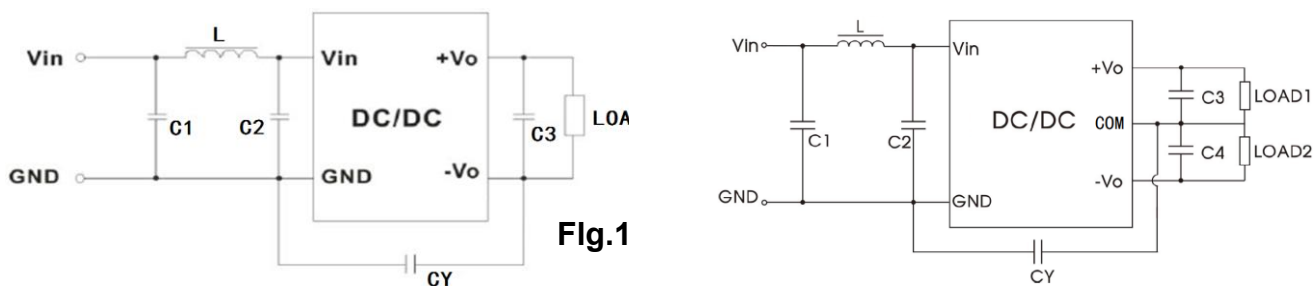 L
Vin
Vin
+Vo
C1
C2
DC/DC
C3
LOA
GND
GND
-Vo
FIg.1
CY
L
VIn
Vin
+Vo
C3
LOAD1
C1
C2
DC/DC
COM
C4
LOAD2
-Vo
GND
GND
CY